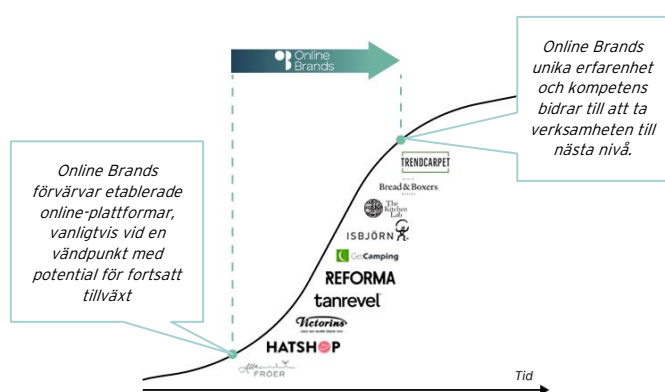 Online
Brands
Online Brands
unika erfarenhet
och kompetens
bidrar till att ta
verksamheten till
nästa nivå.
Online Brands
förvärvar etablerade
online-plattformar,
vanligtvis vid en
vändpunkt med
potential för fortsatt
tillväxt
TRENDCARPET
Bread & Boxers
The
Kitchen
Lab
ISBJÖRN
GetCamping
REFORMA
tanrevel
Victorins
HATSHOP
Alla
FRÖER
Tid